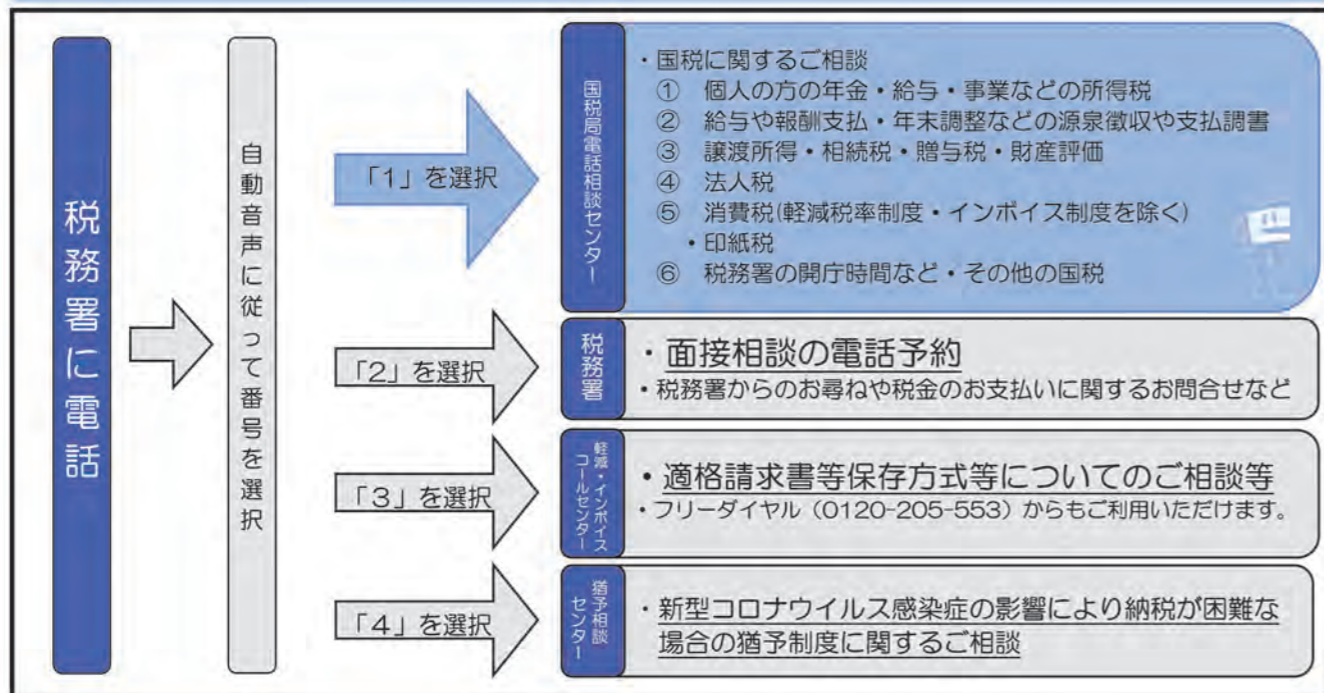 税務署に電話
自動音声に従って番号を選択
「1」を選択
国税局電話相談センター
・国税に関するご相談
① 個人の方の年金・給与・事業などの所得税
② 給与や報酬支払・年末調整などの源泉徴収や支払調書
③ 譲渡所得・相続税・贈与税・財産評価
④ 法人税
⑤ 消費税(軽減税率制度・インボイス制度を除く)
・印紙税
⑥ 税務署の開庁時間など・その他の国税
「2」を選択
税務署
・面接相談の電話予約
・税務署からのお尋ねや税金のお支払いに関するお問合せなど
「3」を選択
軽減・インボイス
コールセンター
・適格請求書等保存方式等についてのご相談等
・フリーダイヤル（0120-205-553）からもご利用いただけます。
「4」を選択
猶予相談
センター
・新型コロナウイルス感染症の影響により納税が困難な
場合の猶予制度に関するご相談